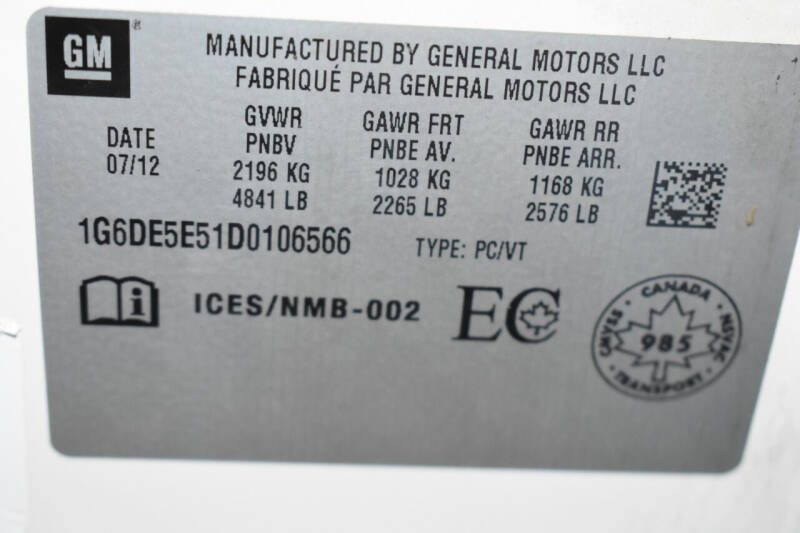 GM
MANUFACTURED BY GENERAL MOTORS LLC
FABRIQUÉ PAR GENERAL MOTORS LLC
DATE
07/12
GVWR
PNBV
2196 KG
4841 LB
GAWR FRT
PNBE AV.
1028 KG
2265 LB
GAWR RR
PNBE ARR.
1168 KG
2576 LB
1G6DE5E51D0106566 TYPE: PC/VT
i ICES/NMB-002 EC
CANADA
CMVSS
985
NSVAC
TRANSPORT